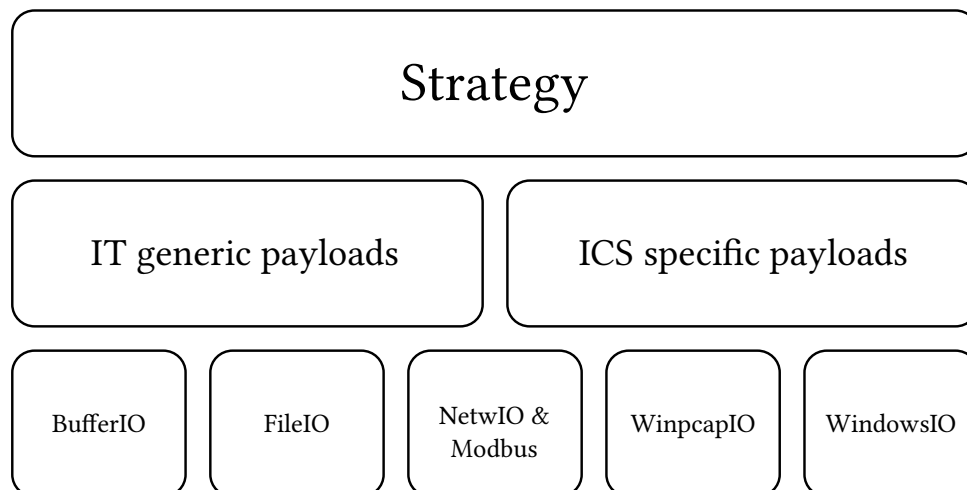 Strategy
IT generic payloads
ICS specific payloads
BufferIO
FileIO
NetwIO &
Modbus
WinpcapIO
WindowsIO